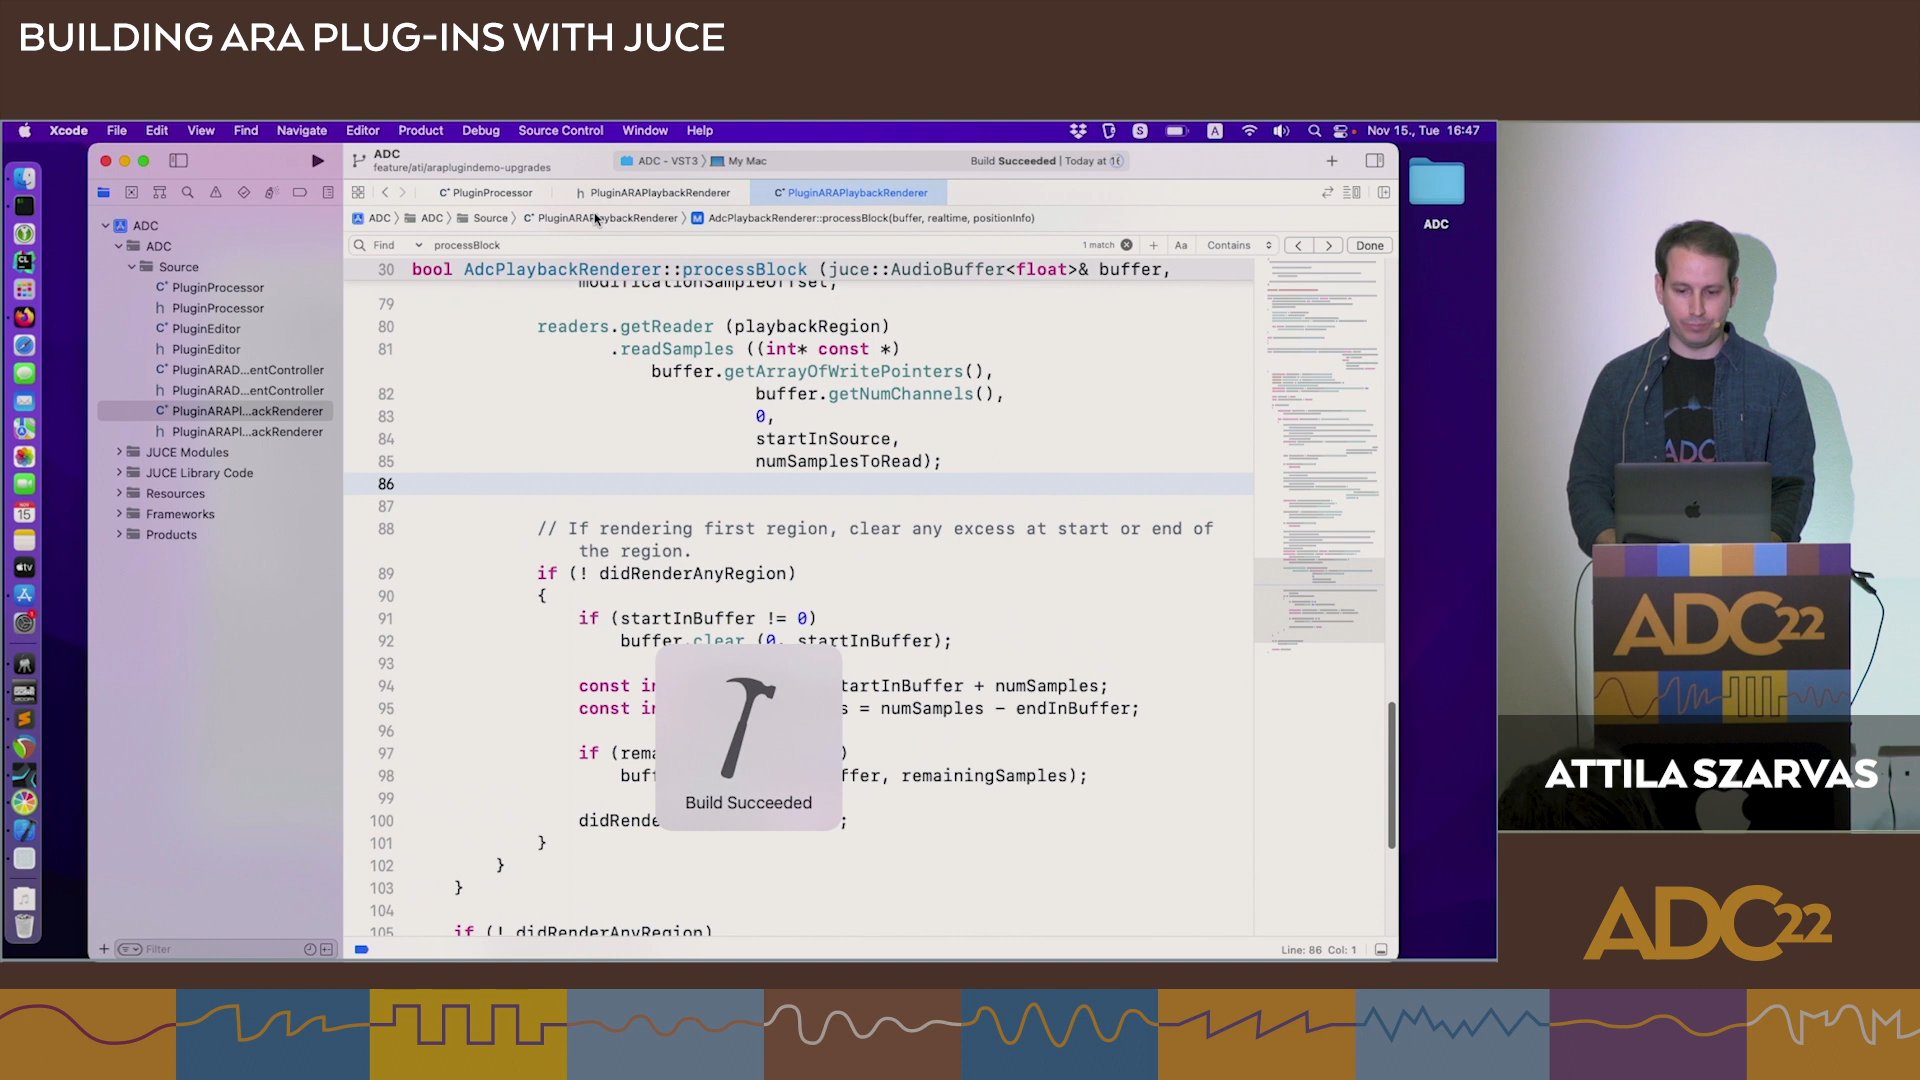 BUILDING ARA PLUG-INS WITH JUCE
Xcode File Edit View Find Navigate Editor Product Debug Source Control Window Help
S A Nov 15., Tue 16:47
ADC
feature/ati/araplugindemo-upgrades
ADC - VST3 My Mac
Build Succeeded | Today at 16
PluginProcessor
PluginARAPlaybackRenderer
PluginARAPlaybackRenderer
ADC ADC Source PluginARAPlaybackRenderer M AdcPlaybackRenderer::processBlock(buffer, realtime, positionInfo)
Find processBlock 1 match Aa Contains Done
ADC
ADC
Source
PluginProcessor
PluginProcessor
PluginEditor
PluginEditor
PluginARAD...entController
PluginARAD...entController
PluginARAPl...ackRenderer
PluginARAPl...ackRenderer
JUCE Modules
JUCE Library Code
Resources
Frameworks
Products
Filter
30 bool AdcPlaybackRenderer::processBlock (juce::AudioBuffer<float>& buffer,
modificationSampleOffset;
79
80 readers.getReader (playbackRegion)
81 .readSamples ((int* const *)
buffer.getArrayOfWritePointers(),
82 buffer.getNumChannels(),
83 0,
84 startInSource,
85 numSamplesToRead);
86
87
88 // If rendering first region, clear any excess at start or end of
the region.
89 if (! didRenderAnyRegion)
90 {
91 if (startInBuffer != 0)
92 buffer.clear (0, startInBuffer);
93
94 const in tartInBuffer + numSamples;
95 const in s = numSamples - endInBuffer;
96
97 if (rema )
98 buff ffer, remainingSamples);
99
100 didRende ;
101 }
102 }
103 }
104
105 if (! didRenderAnyRegion)
Build Succeeded
Line: 86 Col: 1
ADC
ADC
ADC22
ATTILA SZARVAS
ADC22